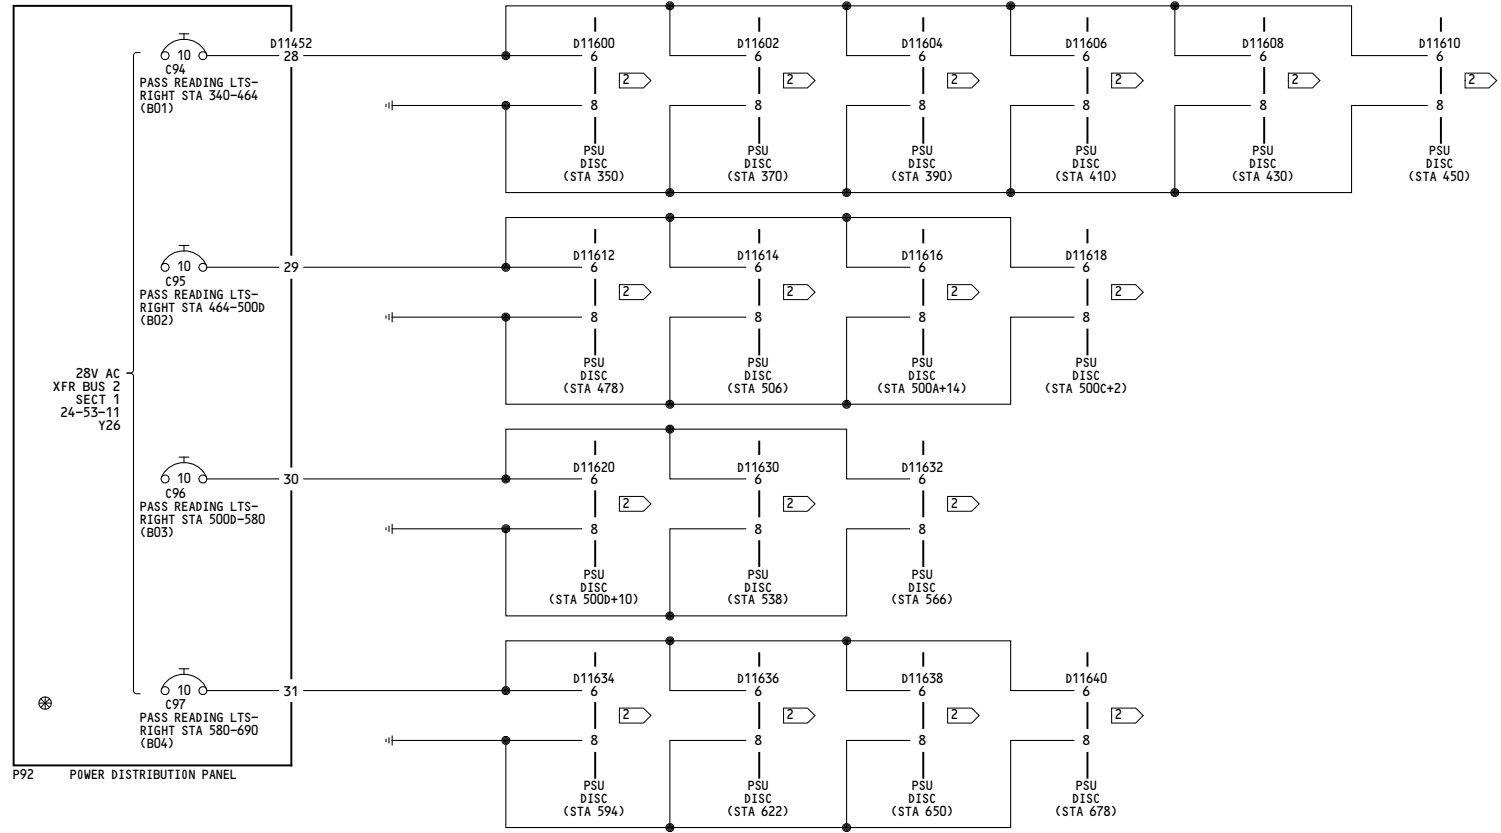 D11452
28
10
C94
PASS READING LTS-
RIGHT STA 340-464
(B01)
D11600
6
2
8
PSU
DISC
(STA 350)
D11602
6
2
8
PSU
DISC
(STA 370)
D11604
6
2
8
PSU
DISC
(STA 390)
D11606
6
2
8
PSU
DISC
(STA 410)
D11608
6
2
8
PSU
DISC
(STA 430)
D11610
6
2
8
PSU
DISC
(STA 450)
29
10
C95
PASS READING LTS-
RIGHT STA 464-500D
(B02)
D11612
6
2
8
PSU
DISC
(STA 478)
D11614
6
2
8
PSU
DISC
(STA 506)
D11616
6
2
8
PSU
DISC
(STA 500A+14)
D11618
6
2
8
PSU
DISC
(STA 500C+2)
28V AC
XFR BUS 2
SECT 1
24-53-11
Y26
30
10
C96
PASS READING LTS-
RIGHT STA 500D-580
(B03)
D11620
6
2
8
PSU
DISC
(STA 500D+10)
D11630
6
2
8
PSU
DISC
(STA 538)
D11632
6
2
8
PSU
DISC
(STA 566)
31
10
C97
PASS READING LTS-
RIGHT STA 580-690
(B04)
D11634
6
2
8
PSU
DISC
(STA 594)
D11636
6
2
8
PSU
DISC
(STA 622)
D11638
6
2
8
PSU
DISC
(STA 650)
D11640
6
2
8
PSU
DISC
(STA 678)
P92 POWER DISTRIBUTION PANEL